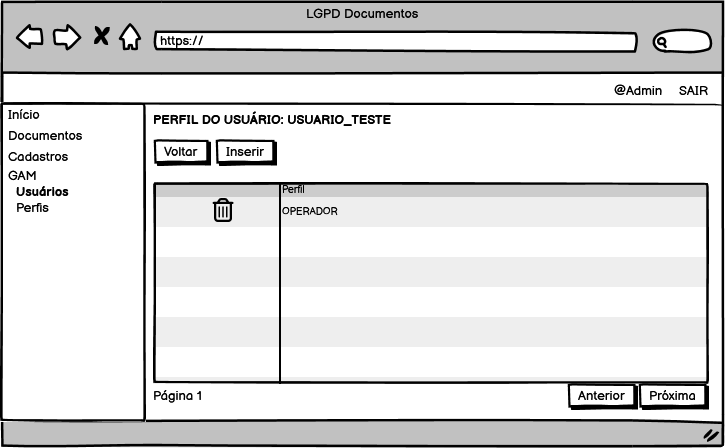 LGPD Documentos
https://
@Admin SAIR
Início
Documentos
Cadastros
GAM
Usuários
Perfis
PERFIL DO USUÁRIO: USUARIO_TESTE
Voltar Inserir
Perfil
OPERADOR
Página 1
Anterior Próxima